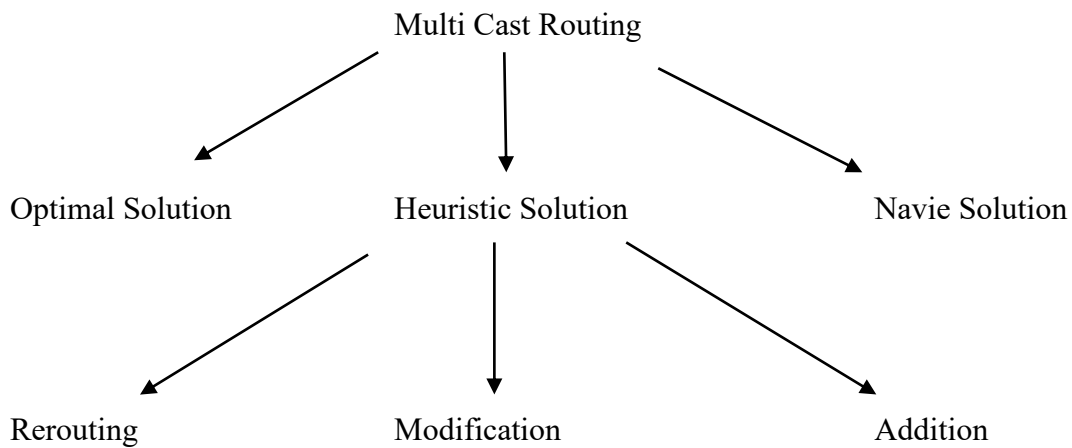 Multi Cast Routing
Optimal Solution Heuristic Solution Navie Solution
Rerouting Modification Addition